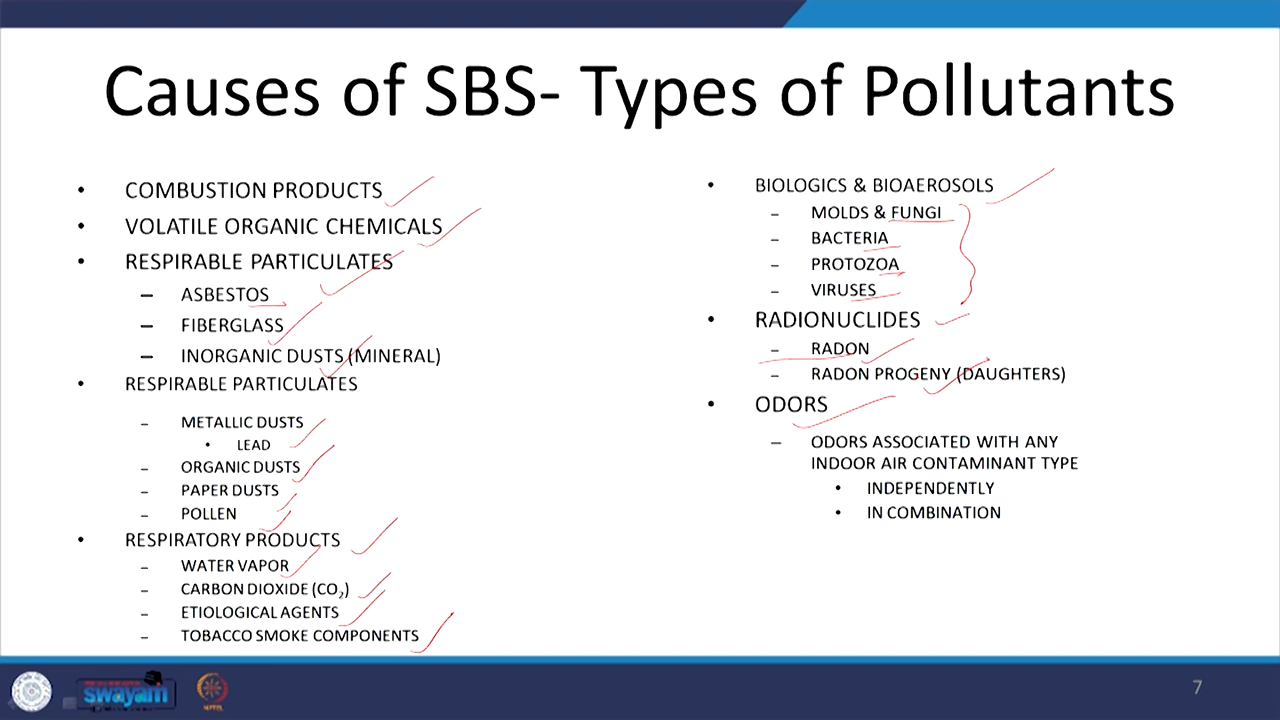 Causes of SBS- Types of Pollutants
• COMBUSTION PRODUCTS
• VOLATILE ORGANIC CHEMICALS
• RESPIRABLE PARTICULATES
– ASBESTOS
– FIBERGLASS
– INORGANIC DUSTS (MINERAL)
• RESPIRABLE PARTICULATES
– METALLIC DUSTS
• LEAD
– ORGANIC DUSTS
– PAPER DUSTS
– POLLEN
• RESPIRATORY PRODUCTS
– WATER VAPOR
– CARBON DIOXIDE (CO₂)
– ETIOLOGICAL AGENTS
– TOBACCO SMOKE COMPONENTS
• BIOLOGICS & BIOAEROSOLS
– MOLDS & FUNGI
– BACTERIA
– PROTOZOA
– VIRUSES
• RADIONUCLIDES
– RADON
– RADON PROGENY (DAUGHTERS)
• ODORS
– ODORS ASSOCIATED WITH ANY
INDOOR AIR CONTAMINANT TYPE
• INDEPENDENTLY
• IN COMBINATION
swayam
7